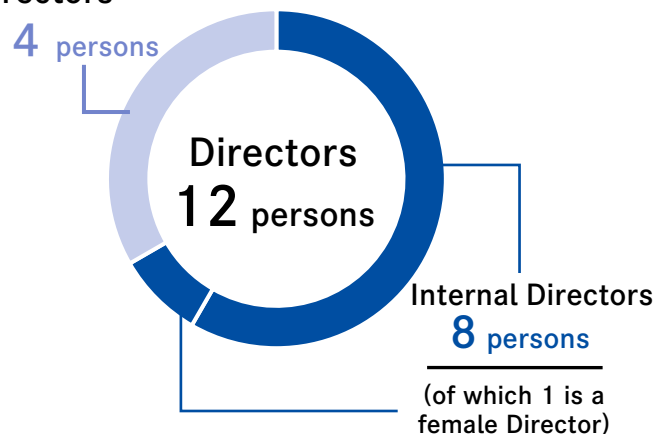 4 persons
Directors
12 persons
Internal Directors
8 persons
(of which 1 is a
female Director)